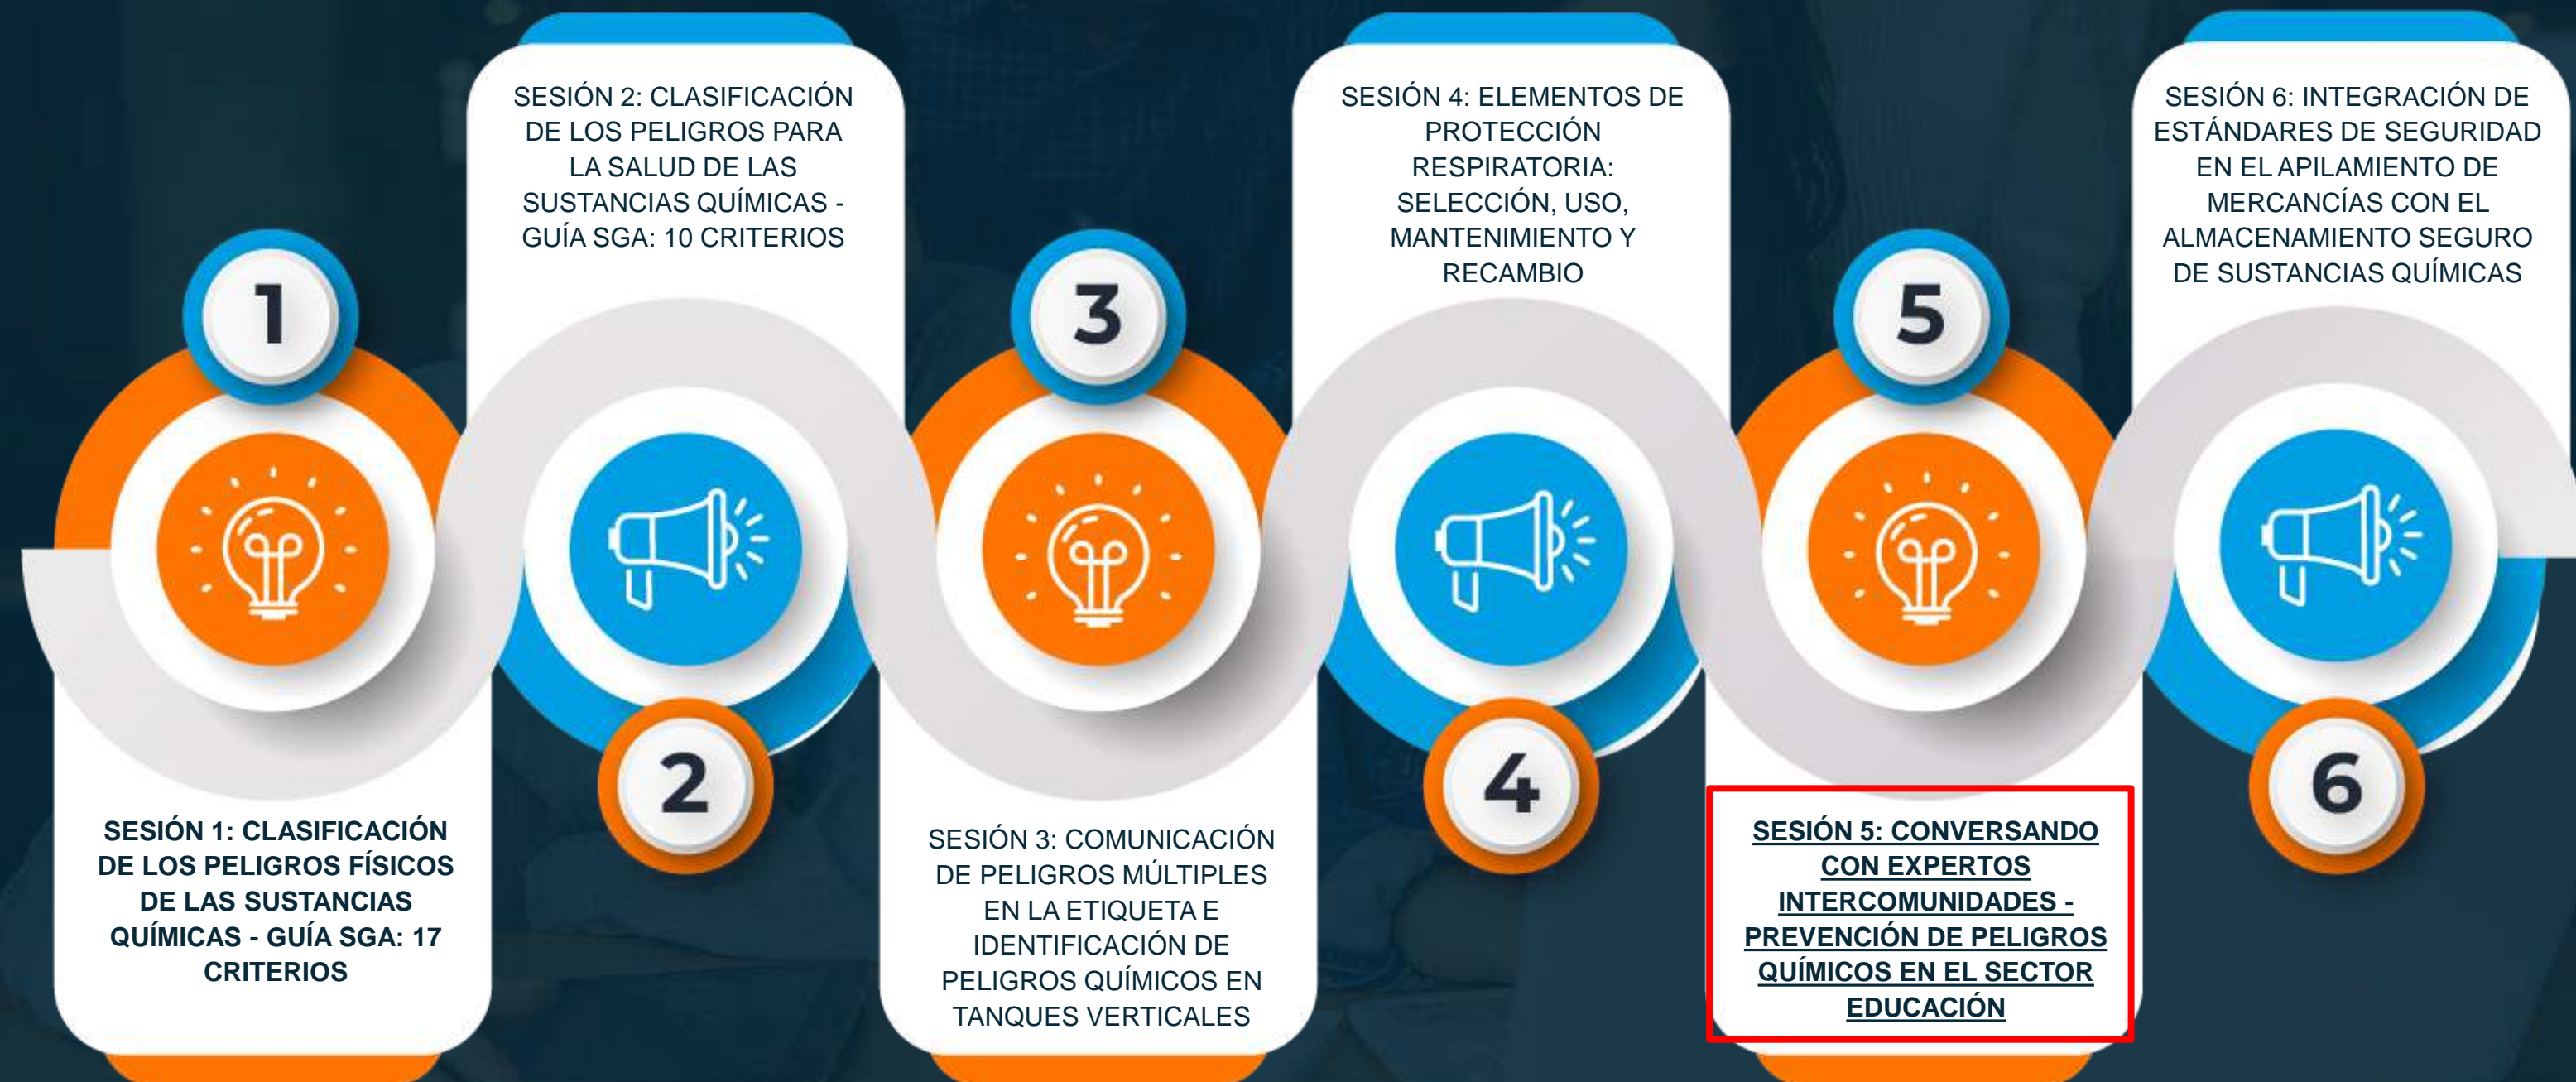 1
SESIÓN 1: CLASIFICACIÓN
DE LOS PELIGROS FÍSICOS
DE LAS SUSTANCIAS
QUÍMICAS - GUÍA SGA: 17
CRITERIOS
SESIÓN 2: CLASIFICACIÓN
DE LOS PELIGROS PARA
LA SALUD DE LAS
SUSTANCIAS QUÍMICAS -
GUÍA SGA: 10 CRITERIOS
2
3
SESIÓN 3: COMUNICACIÓN
DE PELIGROS MÚLTIPLES
EN LA ETIQUETA E
IDENTIFICACIÓN DE
PELIGROS QUÍMICOS EN
TANQUES VERTICALES
SESIÓN 4: ELEMENTOS DE
PROTECCIÓN
RESPIRATORIA:
SELECCIÓN, USO,
MANTENIMIENTO Y
RECAMBIO
4
5
SESIÓN 5: CONVERSANDO
CON EXPERTOS
INTERCOMUNIDADES -
PREVENCIÓN DE PELIGROS
QUÍMICOS EN EL SECTOR
EDUCACIÓN
SESIÓN 6: INTEGRACIÓN DE
ESTÁNDARES DE SEGURIDAD
EN EL APILAMIENTO DE
MERCANCÍAS CON EL
ALMACENAMIENTO SEGURO
DE SUSTANCIAS QUÍMICAS
6